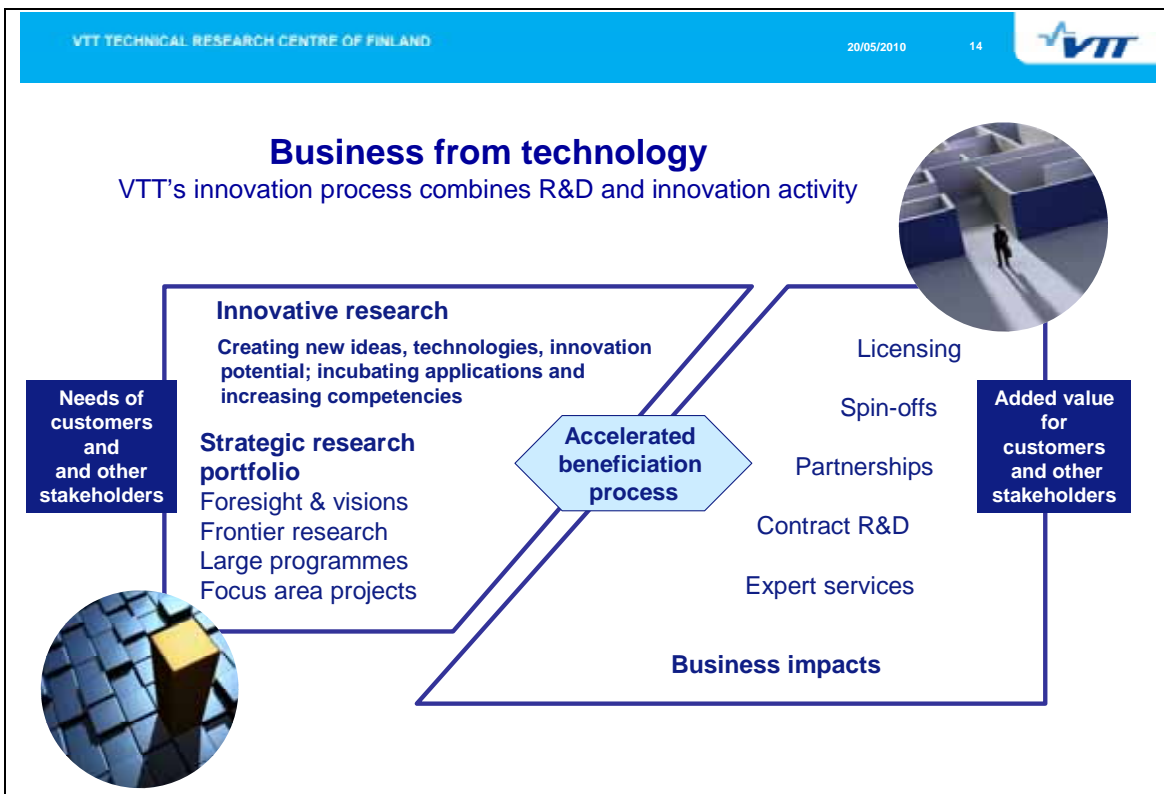 VTT TECHNICAL RESEARCH CENTRE OF FINLAND
20/05/2010
14
VTT
Business from technology
VTT's innovation process combines R&D and innovation activity
Needs of
customers
and
and other
stakeholders
Innovative research
Creating new ideas, technologies, innovation
potential; incubating applications and
increasing competencies
Strategic research
portfolio
Foresight & visions
Frontier research
Large programmes
Focus area projects
Accelerated
beneficiation
process
Licensing
Spin-offs
Partnerships
Contract R&D
Expert services
Business impacts
Added value
for
customers
and other
stakeholders